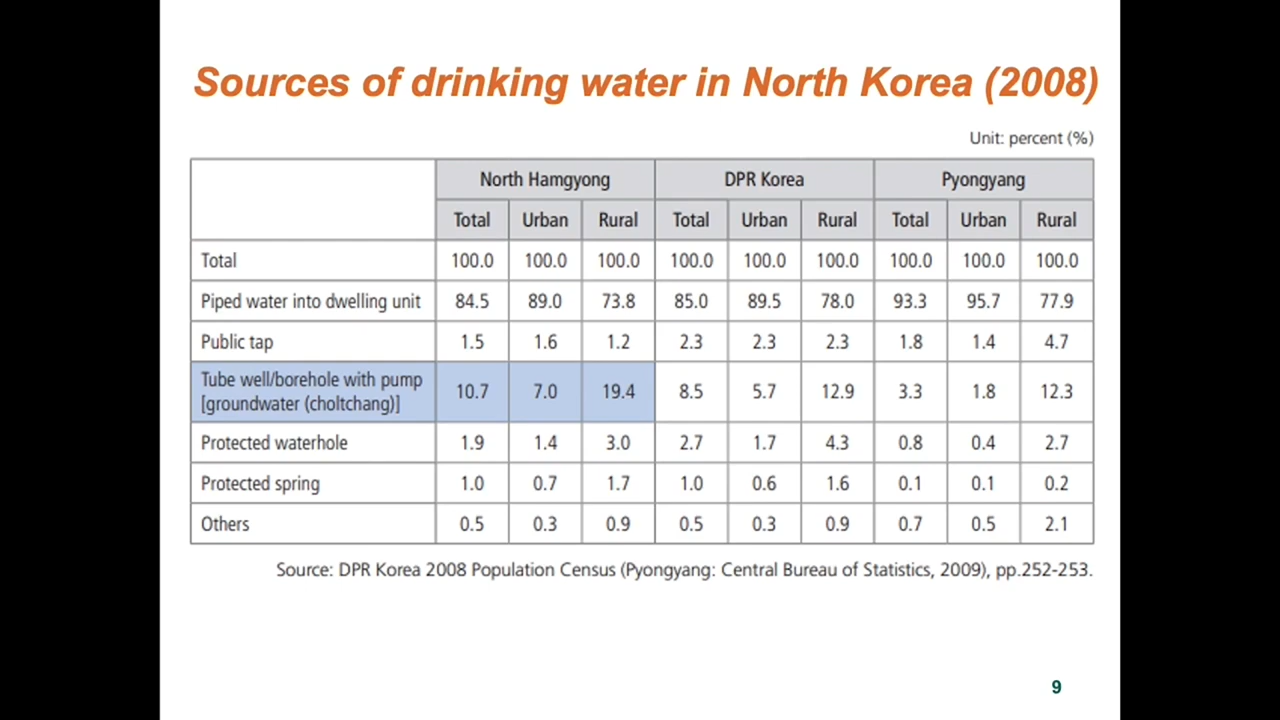 Sources of drinking water in North Korea (2008)
Unit: percent (%)
North Hamgyong DPR Korea Pyongyang
Total Urban Rural Total Urban Rural Total Urban Rural
Total 100.0 100.0 100.0 100.0 100.0 100.0 100.0 100.0 100.0
Piped water into dwelling unit 84.5 89.0 73.8 85.0 89.5 78.0 93.3 95.7 77.9
Public tap 1.5 1.6 1.2 2.3 2.3 2.3 1.8 1.4 4.7
Tube well/borehole with pump
[groundwater (choltchang)] 10.7 7.0 19.4 8.5 5.7 12.9 3.3 1.8 12.3
Protected waterhole 1.9 1.4 3.0 2.7 1.7 4.3 0.8 0.4 2.7
Protected spring 1.0 0.7 1.7 1.0 0.6 1.6 0.1 0.1 0.2
Others 0.5 0.3 0.9 0.5 0.3 0.9 0.7 0.5 2.1
Source: DPR Korea 2008 Population Census (Pyongyang: Central Bureau of Statistics, 2009), pp.252-253.
9